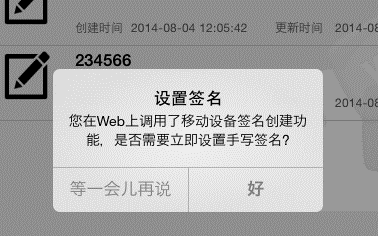 创建时间 2014-08-04 12:05:42 更新时间 2014-
234566
设置签名
您在Web上调用了移动设备签名创建功
能，是否需要立即设置手写签名？
2014-
等一会儿再说 好